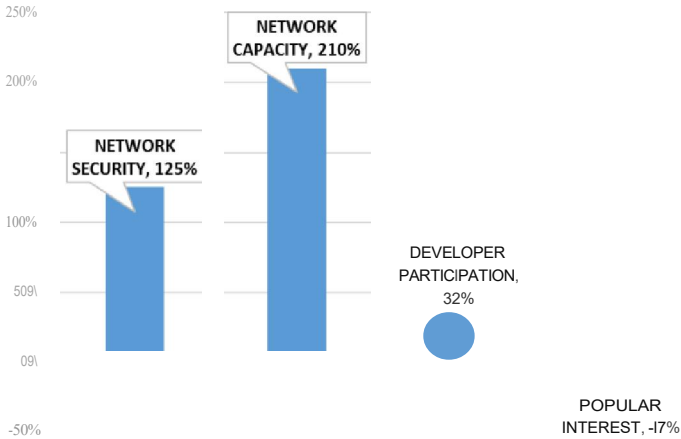 250%
NETWORK
CAPACITY, 210%
200%
NETWORK
SECURITY, 125%
100%
DEVELOPER
PARTICIPATION,
32%
509\
09\
POPULAR
INTEREST, -I7%
-50%